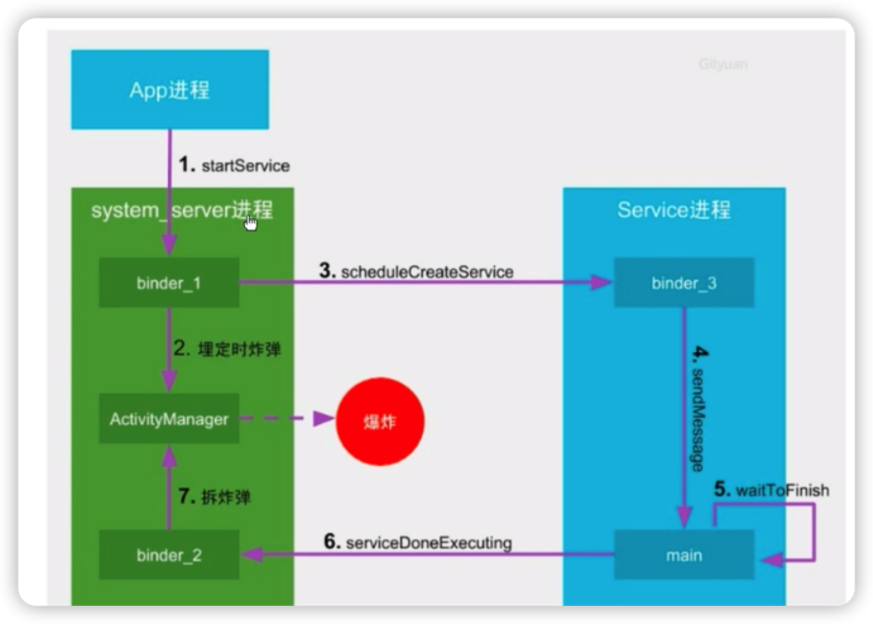 Gityuan
App进程
1. startService
system_server进程
Service进程
binder_1
3. scheduleCreateService
binder_3
2. 埋定时炸弹
4. sendMessage
ActivityManager
爆炸
7. 拆炸弹
5. waitToFinish
binder_2
6. serviceDoneExecuting
main